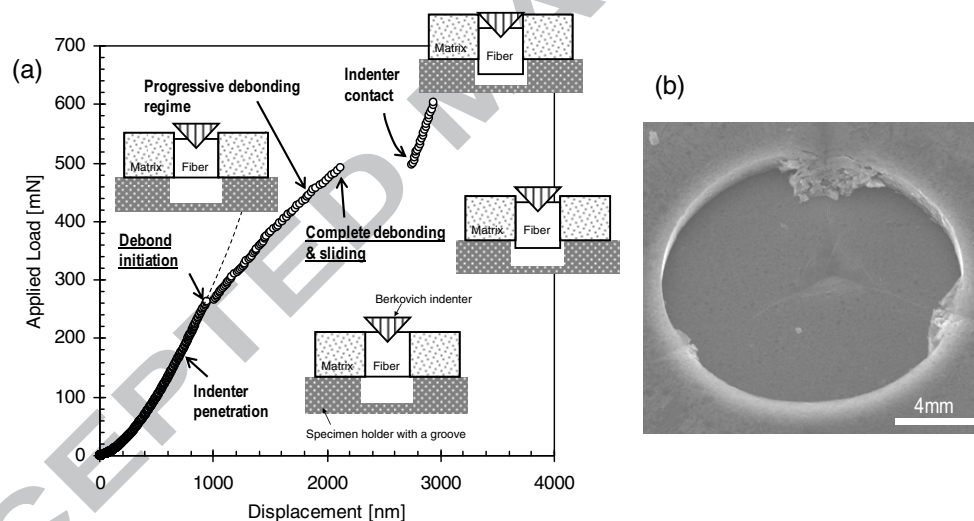 (a)
700
600
500
400
300
200
100
0
Applied Load [mN]
0
1000
2000
3000
4000
Displacement [nm]
Progressive debonding
regime
Indenter
contact
Matrix
Fiber
Matrix
Fiber
Debond
initiation
Complete debonding
& sliding
Matrix
Fiber
Indenter
penetration
Berkovich indenter
Matrix
Fiber
Specimen holder with a groove
(b)
4mm